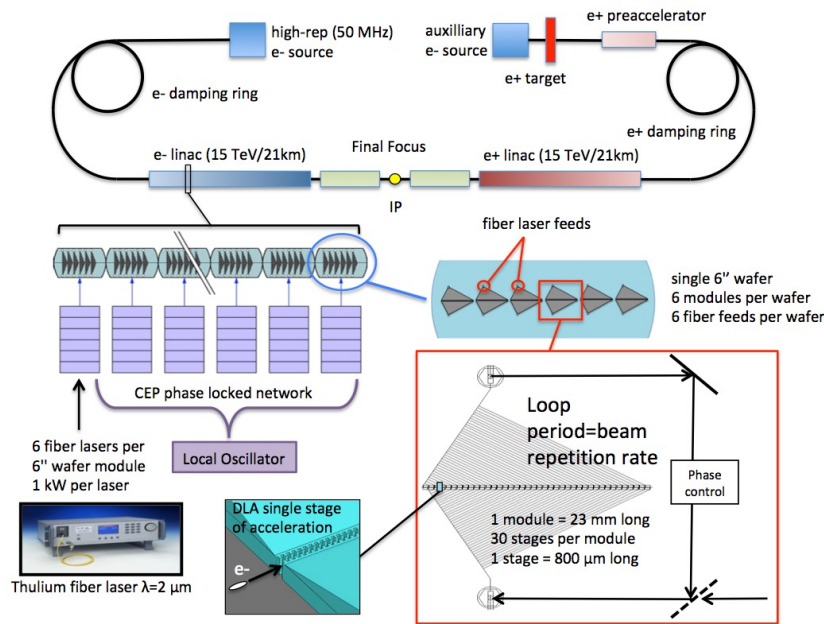 high-rep (50 MHz)
e- source
auxilliary
e- source
e+ preaccelerator
e+ target
e- damping ring
e+ damping ring
e- linac (15 TeV/21km)
Final Focus
e+ linac (15 TeV/21km)
IP
fiber laser feeds
single 6” wafer
6 modules per wafer
6 fiber feeds per wafer
CEP phase locked network
Local Oscillator
6 fiber lasers per
6” wafer module
1 kW per laser
Thulium fiber laser λ=2 μm
DLA single stage
of acceleration
e-
Loop
period=beam
repetition rate
Phase
control
1 module = 23 mm long
30 stages per module
1 stage = 800 μm long